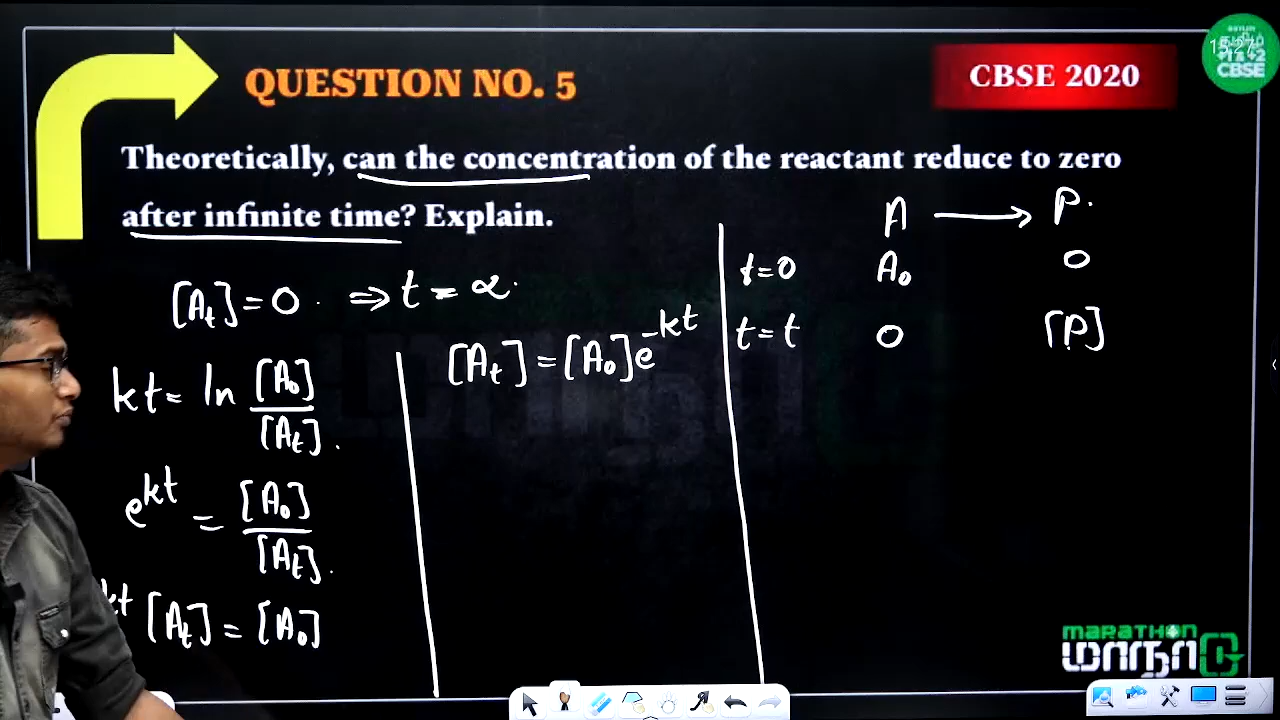 QUESTION NO. 5
CBSE 2020
Theoretically, can the concentration of the reactant reduce to zero
after infinite time? Explain.
A ⟶ P.
t=0 A₀ 0
t=t 0 [P]
[Aₜ]=0. ⇒ t = ∝.
kt= ln [A₀]/[Aₜ].
e^kt = [A₀]/[Aₜ].
kt [Aₜ] = [A₀]
[Aₜ] = [A₀]e^-kt
MARATHON
மாநாடு
CBSE